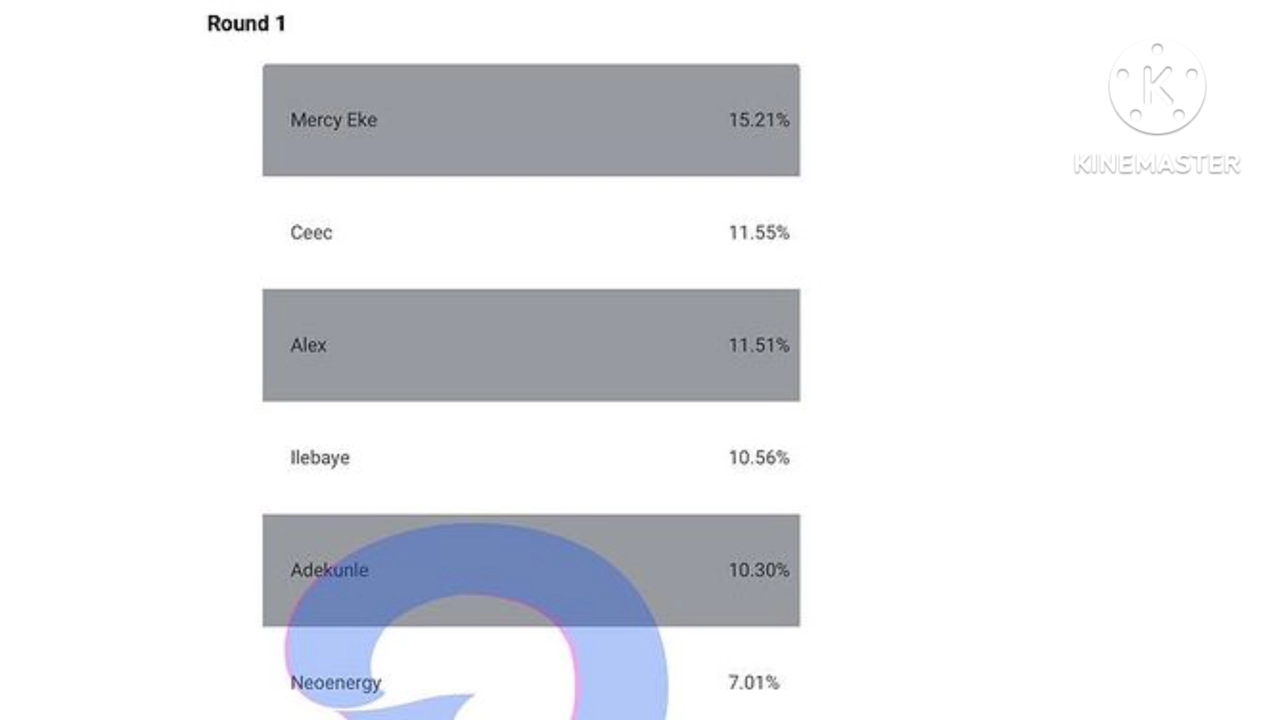 Round 1
Mercy Eke 15.21%
Ceec 11.55%
Alex 11.51%
Ilebaye 10.56%
Adekunle 10.30%
Neoenergy 7.01%
KINEMASTER